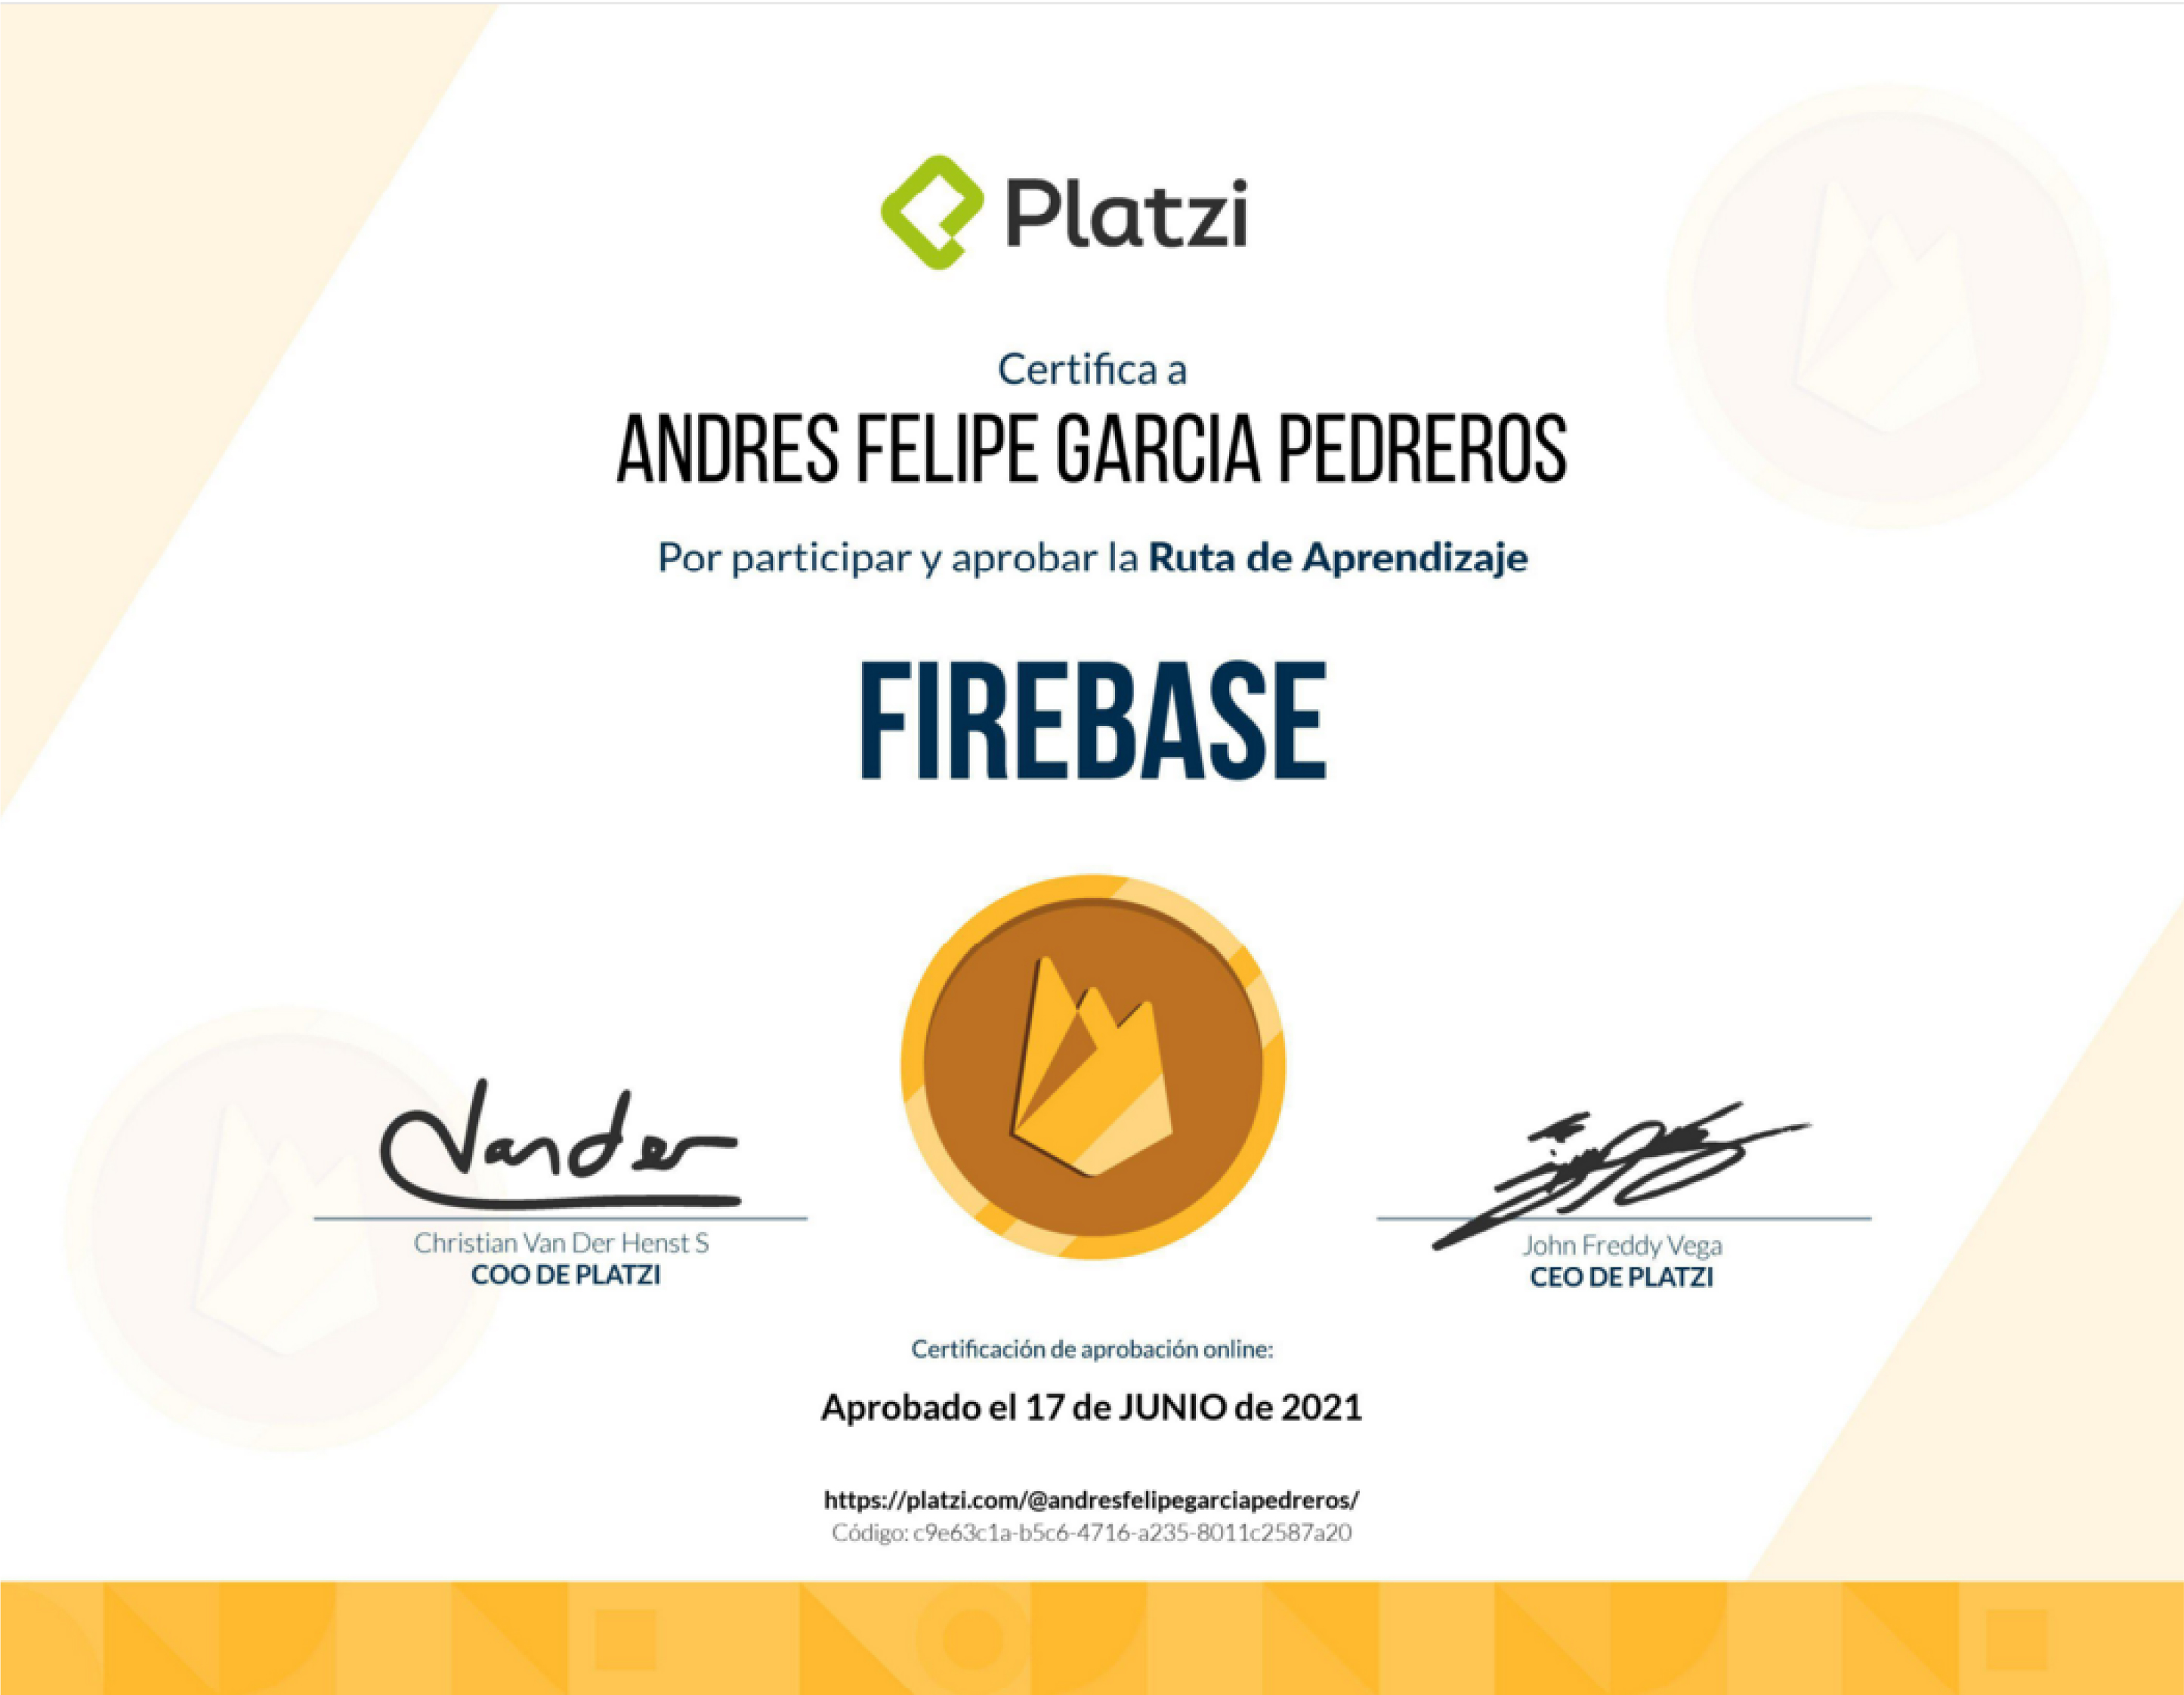 Platzi
Certifica a
ANDRES FELIPE GARCIA PEDREROS
Por participar y aprobar la Ruta de Aprendizaje
FIREBASE
Vander
Christian Van Der Henst S
COO DE PLATZI
John Freddy Vega
CEO DE PLATZI
Certificación de aprobación online:
Aprobado el 17 de JUNIO de 2021
https://platzi.com/@andresfelipegarciapedreros/
Código: c9e63c1a-b5c6-4716-a235-8011c2587a20